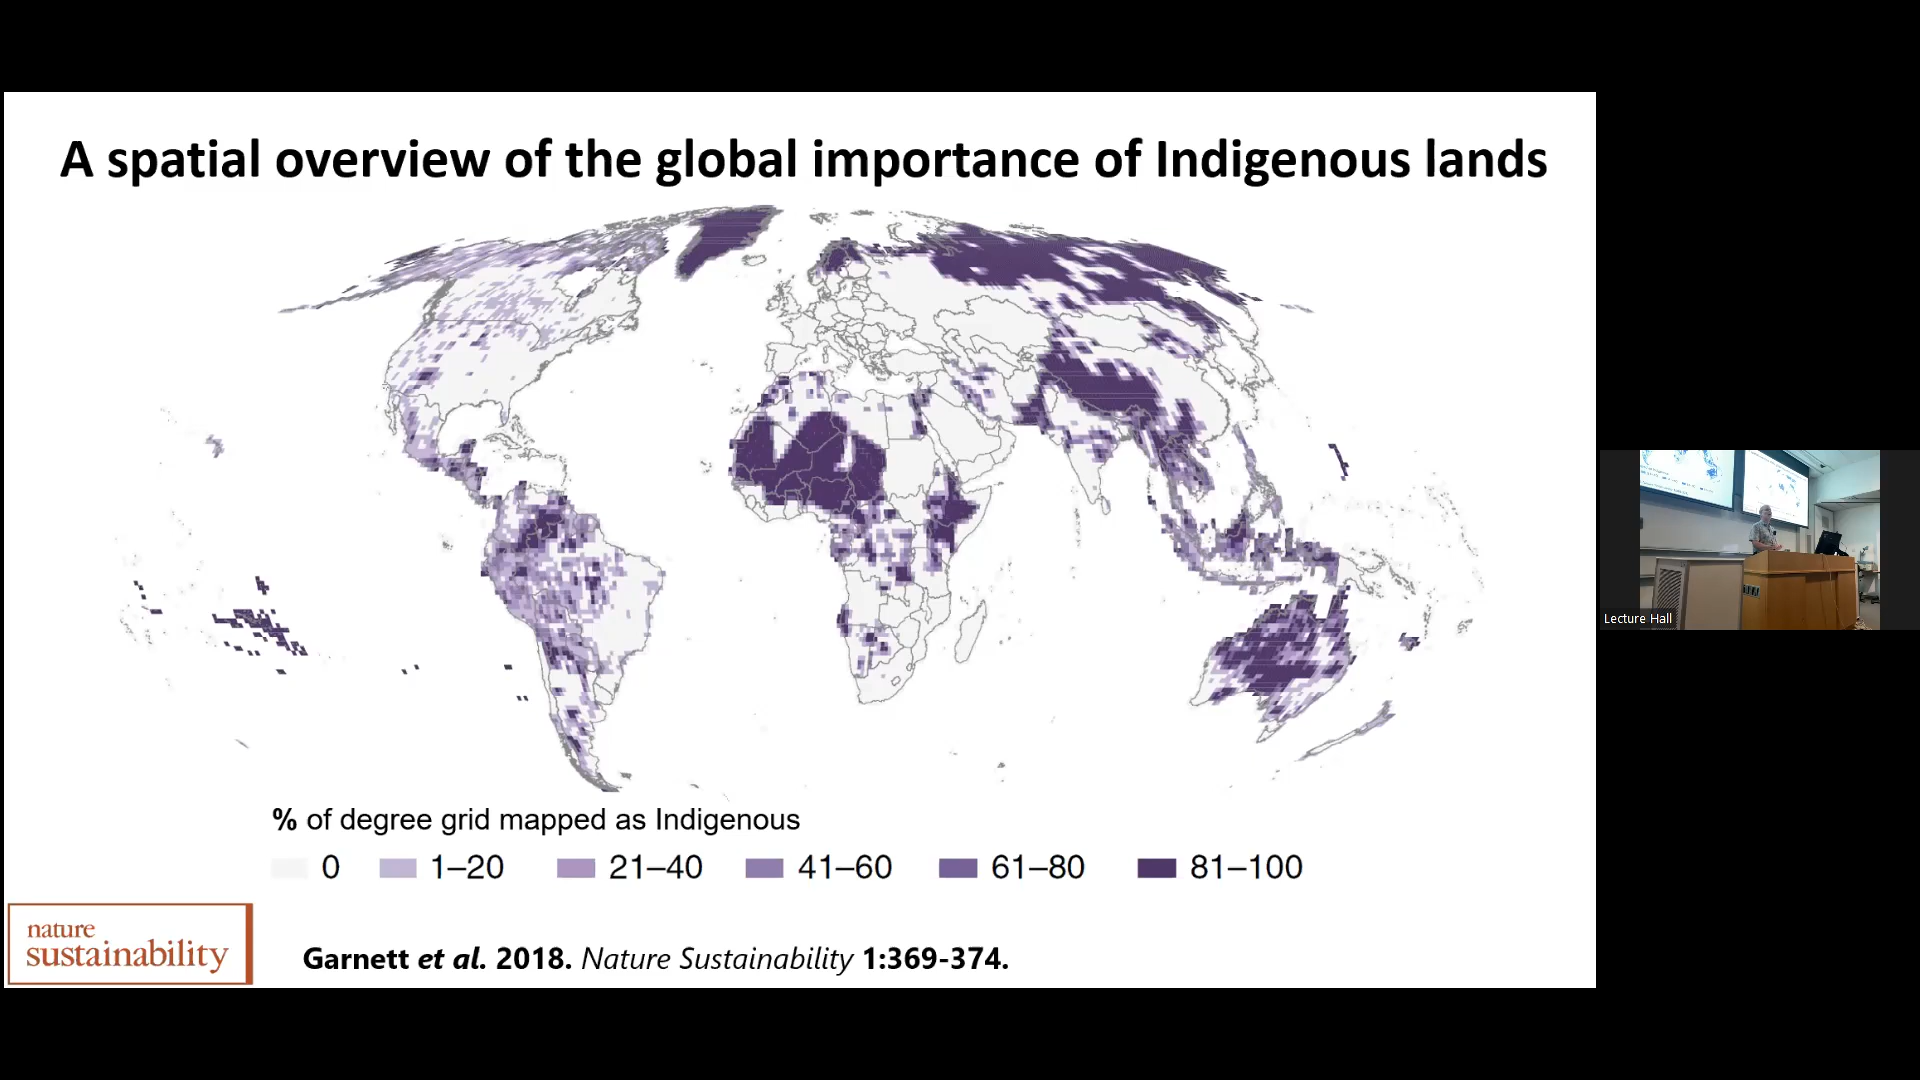 A spatial overview of the global importance of Indigenous lands
% of degree grid mapped as Indigenous
0 1–20 21–40 41–60 61–80 81–100
nature
sustainability
Garnett et al. 2018. Nature Sustainability 1:369-374.
Lecture Hall